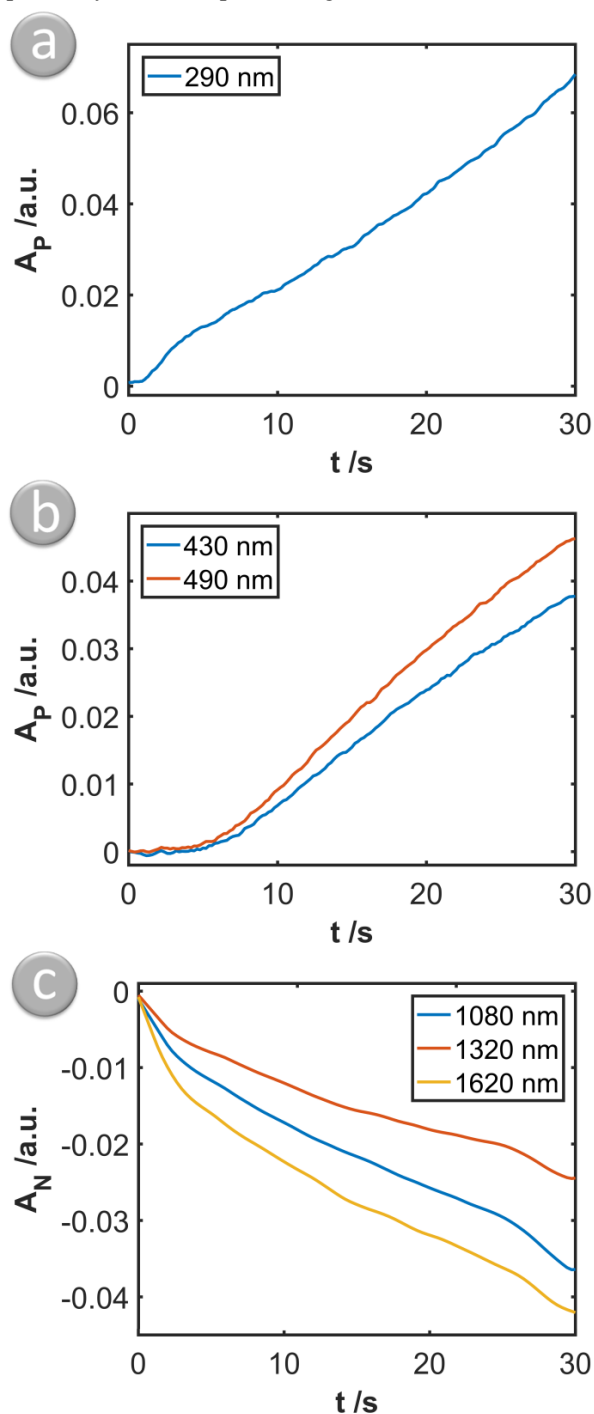 a
290 nm
0.06
0.04
0.02
0
A_P /a.u.
0 10 20 30
t /s
b
430 nm
490 nm
0.04
0.03
0.02
0.01
0
A_P /a.u.
0 10 20 30
t /s
c
1080 nm
1320 nm
1620 nm
0
-0.01
-0.02
-0.03
-0.04
A_N /a.u.
0 10 20 30
t /s